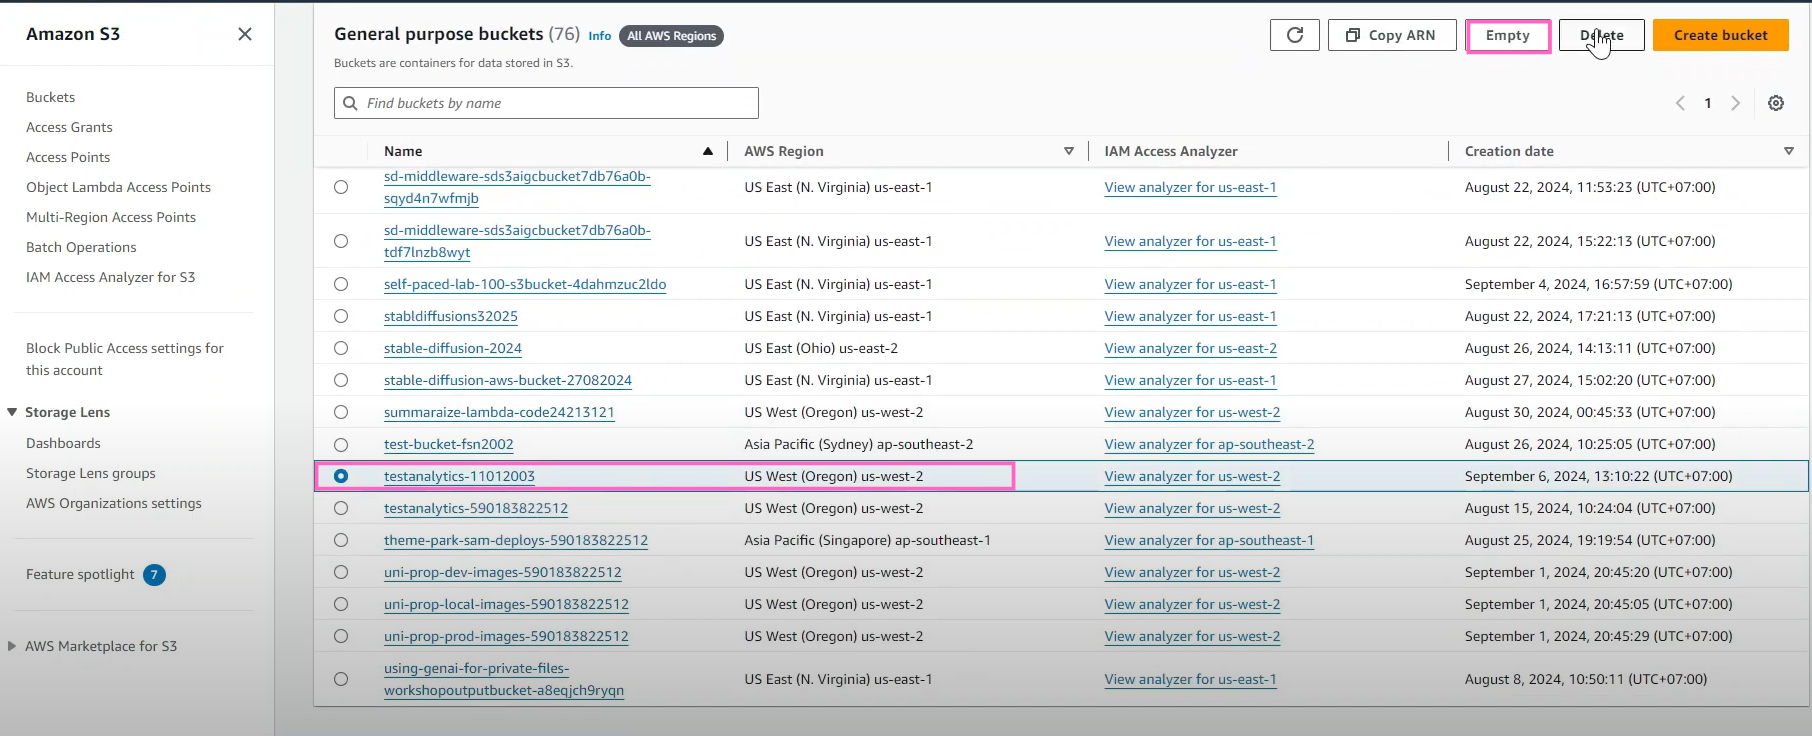 Amazon S3
Buckets
Access Grants
Access Points
Object Lambda Access Points
Multi-Region Access Points
Batch Operations
IAM Access Analyzer for S3
Block Public Access settings for
this account
Storage Lens
Dashboards
Storage Lens groups
AWS Organizations settings
Feature spotlight 7
AWS Marketplace for S3
General purpose buckets (76) Info All AWS Regions
Copy ARN Empty Delete Create bucket
Buckets are containers for data stored in S3.
Find buckets by name
1
Name AWS Region IAM Access Analyzer Creation date
sd-middleware-sds3aigcbucket7db76a0b-
sqyd4n7wfmjb US East (N. Virginia) us-east-1 View analyzer for us-east-1 August 22, 2024, 11:53:23 (UTC+07:00)
sd-middleware-sds3aigcbucket7db76a0b-
tdf7lnzb8wyt US East (N. Virginia) us-east-1 View analyzer for us-east-1 August 22, 2024, 15:22:13 (UTC+07:00)
self-paced-lab-100-s3bucket-4dahmzuc2ldo US East (N. Virginia) us-east-1 View analyzer for us-east-1 September 4, 2024, 16:57:59 (UTC+07:00)
stabldiffusions32025 US East (N. Virginia) us-east-1 View analyzer for us-east-1 August 22, 2024, 17:21:13 (UTC+07:00)
stable-diffusion-2024 US East (Ohio) us-east-2 View analyzer for us-east-2 August 26, 2024, 14:13:11 (UTC+07:00)
stable-diffusion-aws-bucket-27082024 US East (N. Virginia) us-east-1 View analyzer for us-east-1 August 27, 2024, 15:02:20 (UTC+07:00)
summaraize-lambda-code24213121 US West (Oregon) us-west-2 View analyzer for us-west-2 August 30, 2024, 00:45:33 (UTC+07:00)
test-bucket-fsn2002 Asia Pacific (Sydney) ap-southeast-2 View analyzer for ap-southeast-2 August 26, 2024, 10:25:05 (UTC+07:00)
testanalytics-11012003 US West (Oregon) us-west-2 View analyzer for us-west-2 September 6, 2024, 13:10:22 (UTC+07:00)
testanalytics-590183822512 US West (Oregon) us-west-2 View analyzer for us-west-2 August 15, 2024, 10:24:04 (UTC+07:00)
theme-park-sam-deploys-590183822512 Asia Pacific (Singapore) ap-southeast-1 View analyzer for ap-southeast-1 August 25, 2024, 19:19:54 (UTC+07:00)
uni-prop-dev-images-590183822512 US West (Oregon) us-west-2 View analyzer for us-west-2 September 1, 2024, 20:45:20 (UTC+07:00)
uni-prop-local-images-590183822512 US West (Oregon) us-west-2 View analyzer for us-west-2 September 1, 2024, 20:45:05 (UTC+07:00)
uni-prop-prod-images-590183822512 US West (Oregon) us-west-2 View analyzer for us-west-2 September 1, 2024, 20:45:29 (UTC+07:00)
using-genai-for-private-files-
workshopoutputbucket-a8eqjch9ryqn US East (N. Virginia) us-east-1 View analyzer for us-east-1 August 8, 2024, 10:50:11 (UTC+07:00)